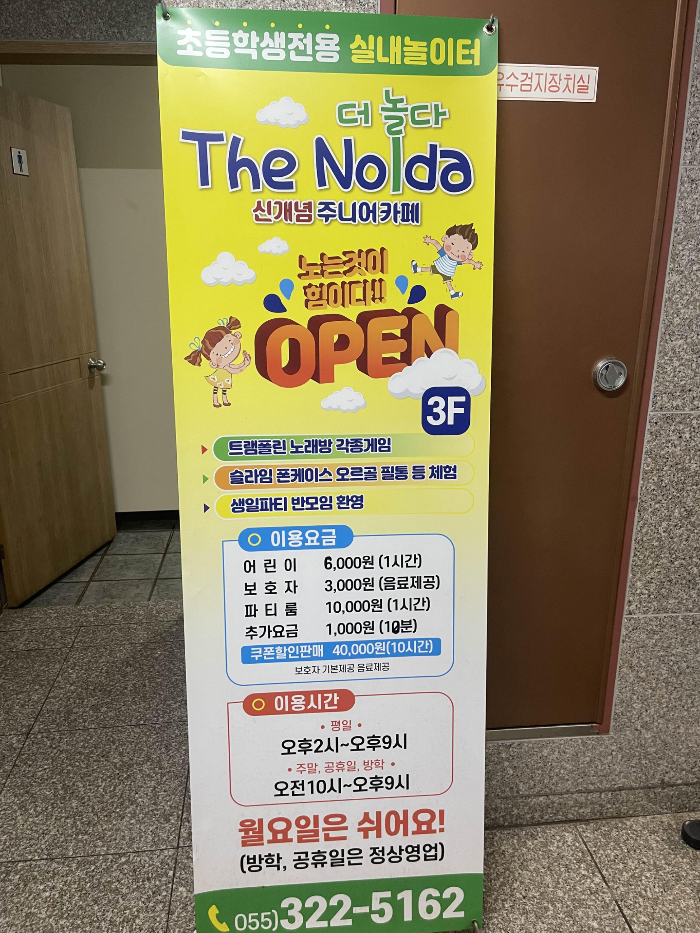 초등학생전용 실내놀이터
더 놀다
The Nolda
신개념 주니어카페
노는것이
힘이다!!
OPEN
3F
트램폴린 노래방 각종게임
슬라임 폰케이스 오르골 필통 등 체험
생일파티 반모임 환영
이용요금
어 린 이 6,000원 (1시간)
보 호 자 3,000원 (음료제공)
파 티 룸 10,000원 (1시간)
추가요금 1,000원 (10분)
쿠폰할인판매 40,000원(10시간)
보호자 기본제공 음료제공
이용시간
• 평일 •
오후2시~오후9시
• 주말, 공휴일, 방학 •
오전10시~오후9시
월요일은 쉬어요!
(방학, 공휴일은 정상영업)
055)322-5162
유수검지장치실